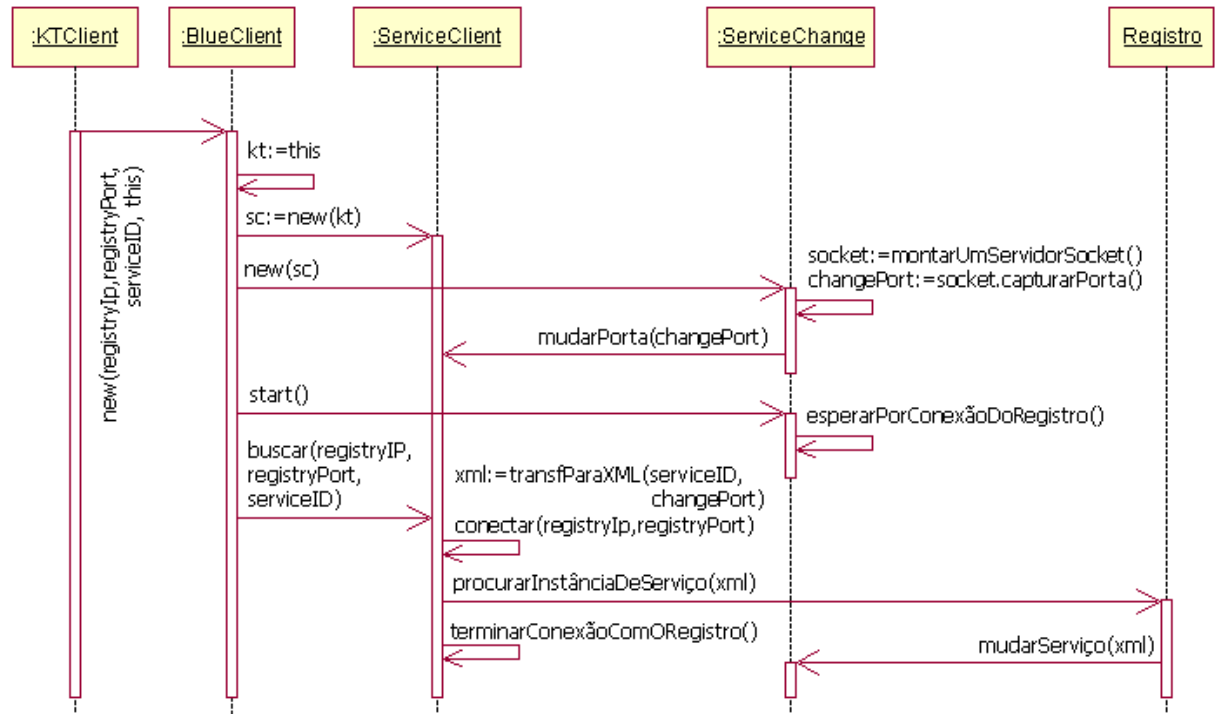 :KTClient
:BlueClient
:ServiceClient
:ServiceChange
Registro
new(registryIp,registryPort,
serviceID, this)
kt:=this
sc:=new(kt)
new(sc)
socket:=montarUmServidorSocket()
changePort:=socket.capturarPorta()
mudarPorta(changePort)
start()
esperarPorConexãoDoRegistro()
buscar(registryIP,
registryPort,
serviceID)
xml:=transfParaXML(serviceID,
changePort)
conectar(registryIp,registryPort)
procurarInstânciaDeServiço(xml)
terminarConexãoComORegistro()
mudarServiço(xml)